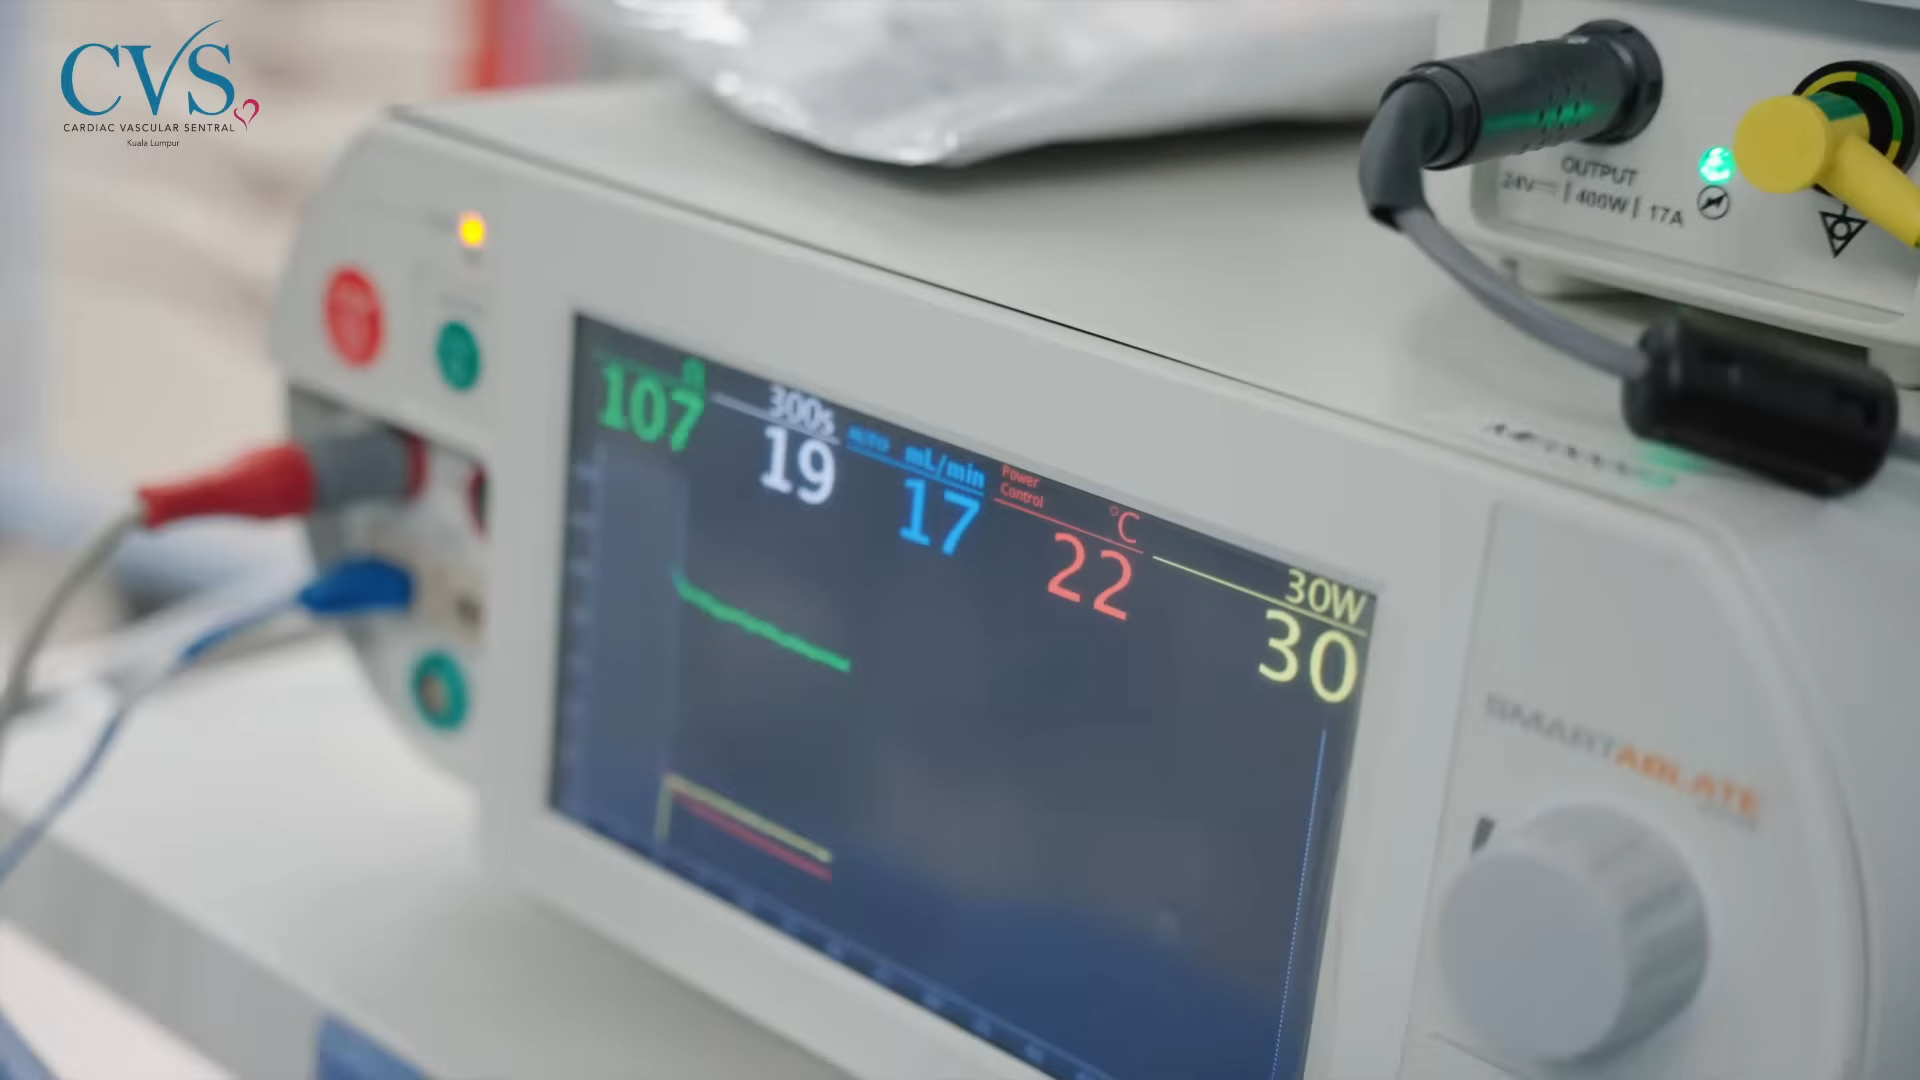 CVS
CARDIAC VASCULAR SENTRAL
Kuala Lumpur
OUTPUT
24V | 400W | 17A
Ω
107
300s
19
AUTO mL/min
17
Power
Control
°C
22
30W
30
SMARTABLATE